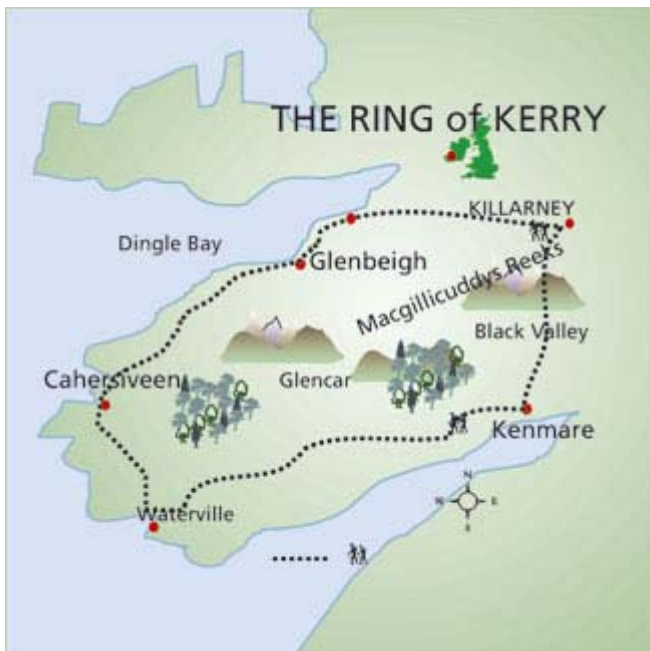 THE RING of KERRY
KILLARNEY
Dingle Bay
Glenbeigh
Macgillicuddys Reeks
Black Valley
Glencar
Cahersiveen
Kenmare
Waterville
N
W E
S